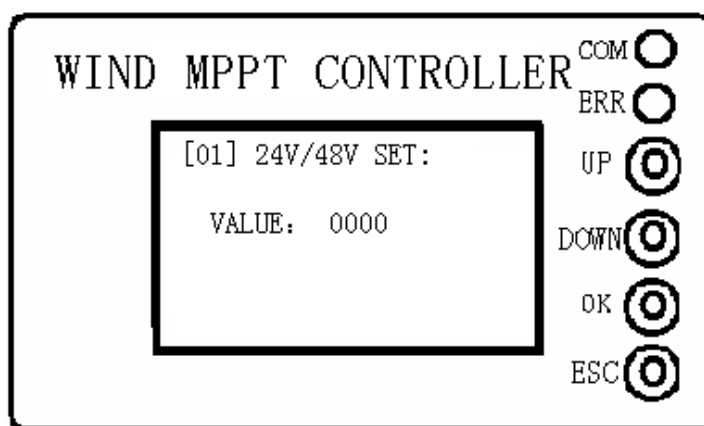 WIND MPPT CONTROLLER
COM
ERR
[01] 24V/48V SET:
UP
VALUE: 0000
DOWN
OK
ESC